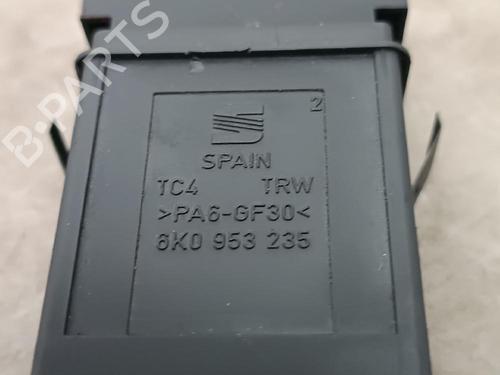 B-PARTS
2
SPAIN
TC4 TRW
>PA6-GF30<
6K0 953 235